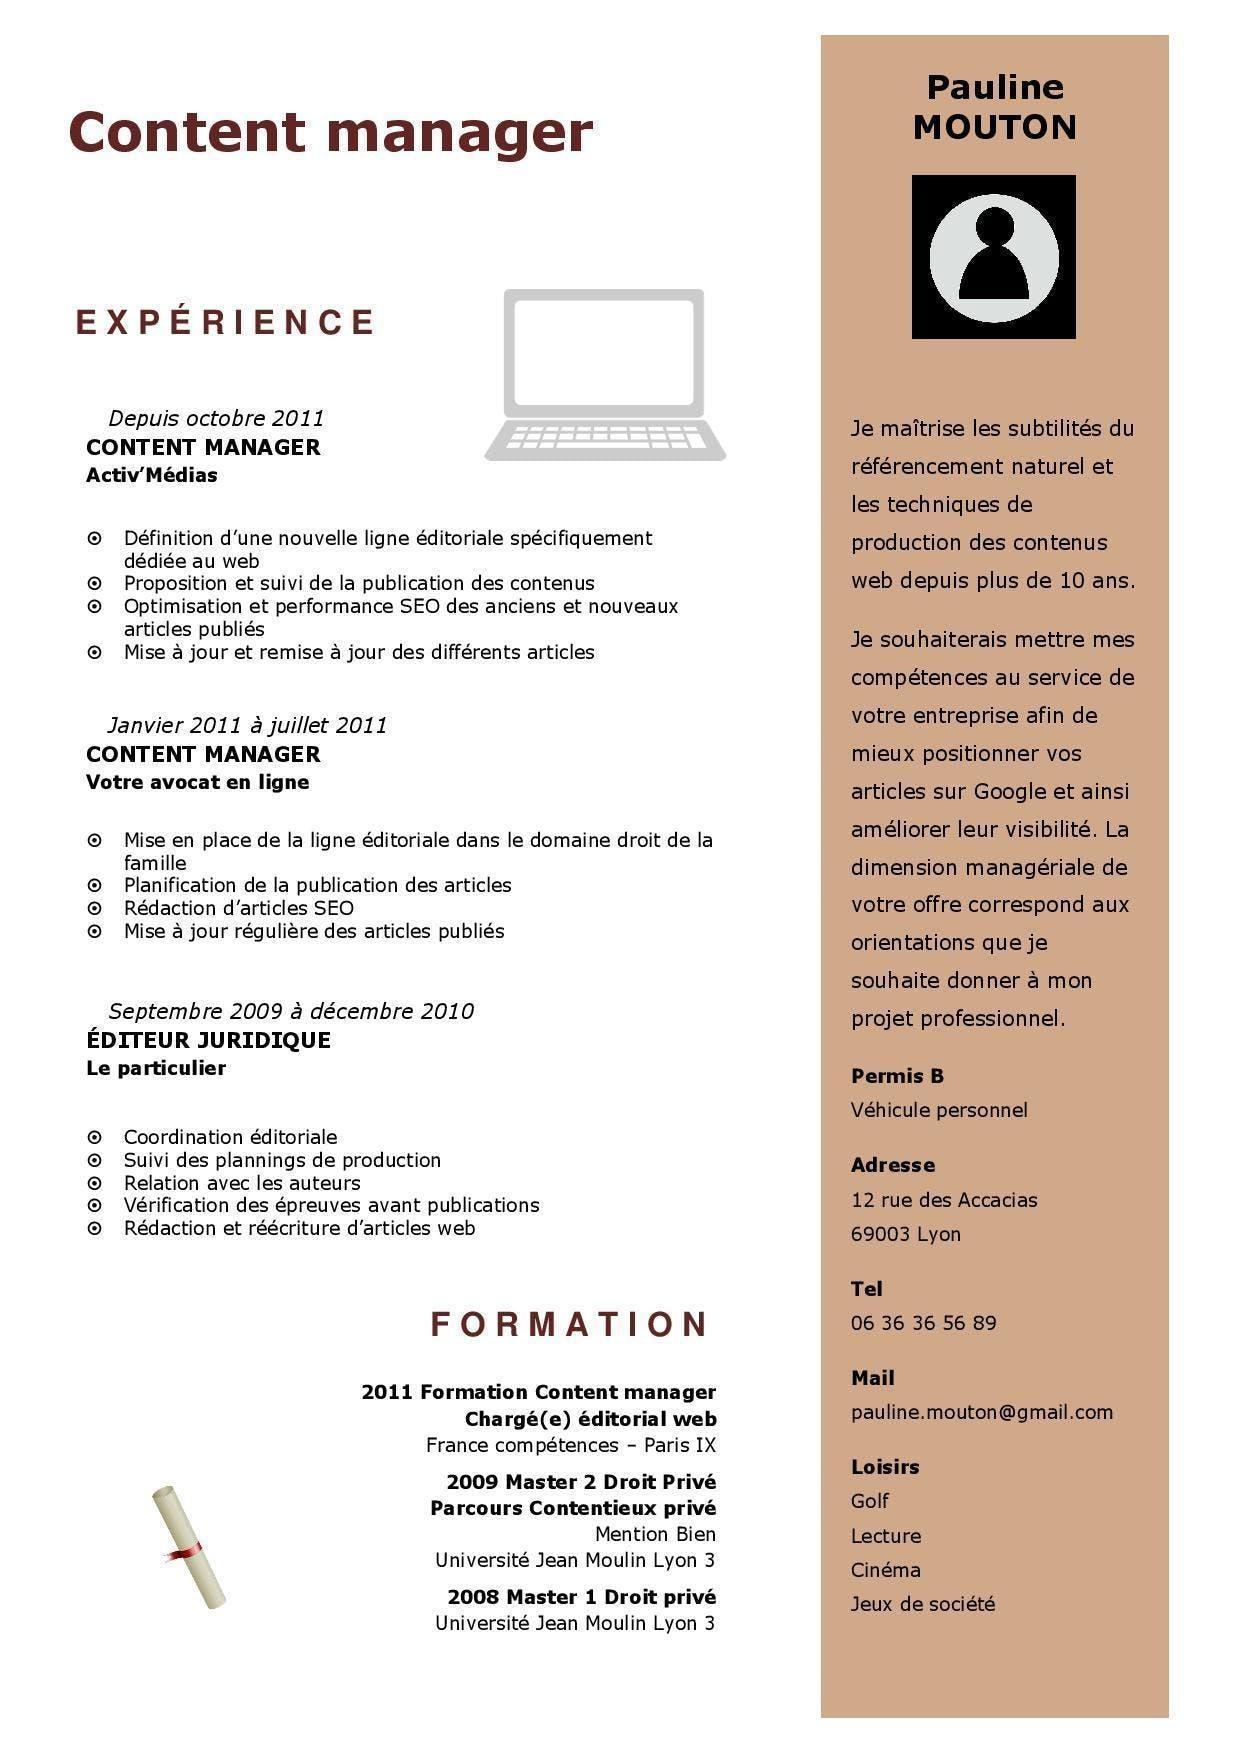 Content manager
EXPÉRIENCE
Depuis octobre 2011
CONTENT MANAGER
Activ’Médias
Définition d’une nouvelle ligne éditoriale spécifiquement
dédiée au web
Proposition et suivi de la publication des contenus
Optimisation et performance SEO des anciens et nouveaux
articles publiés
Mise à jour et remise à jour des différents articles
Janvier 2011 à juillet 2011
CONTENT MANAGER
Votre avocat en ligne
Mise en place de la ligne éditoriale dans le domaine droit de la
famille
Planification de la publication des articles
Rédaction d’articles SEO
Mise à jour régulière des articles publiés
Septembre 2009 à décembre 2010
ÉDITEUR JURIDIQUE
Le particulier
Coordination éditoriale
Suivi des plannings de production
Relation avec les auteurs
Vérification des épreuves avant publications
Rédaction et réécriture d’articles web
FORMATION
2011 Formation Content manager
Chargé(e) éditorial web
France compétences – Paris IX
2009 Master 2 Droit Privé
Parcours Contentieux privé
Mention Bien
Université Jean Moulin Lyon 3
2008 Master 1 Droit privé
Université Jean Moulin Lyon 3
Pauline
MOUTON
Je maîtrise les subtilités du
référencement naturel et
les techniques de
production des contenus
web depuis plus de 10 ans.
Je souhaiterais mettre mes
compétences au service de
votre entreprise afin de
mieux positionner vos
articles sur Google et ainsi
améliorer leur visibilité. La
dimension managériale de
votre offre correspond aux
orientations que je
souhaite donner à mon
projet professionnel.
Permis B
Véhicule personnel
Adresse
12 rue des Accacias
69003 Lyon
Tel
06 36 36 56 89
Mail
pauline.mouton@gmail.com
Loisirs
Golf
Lecture
Cinéma
Jeux de société